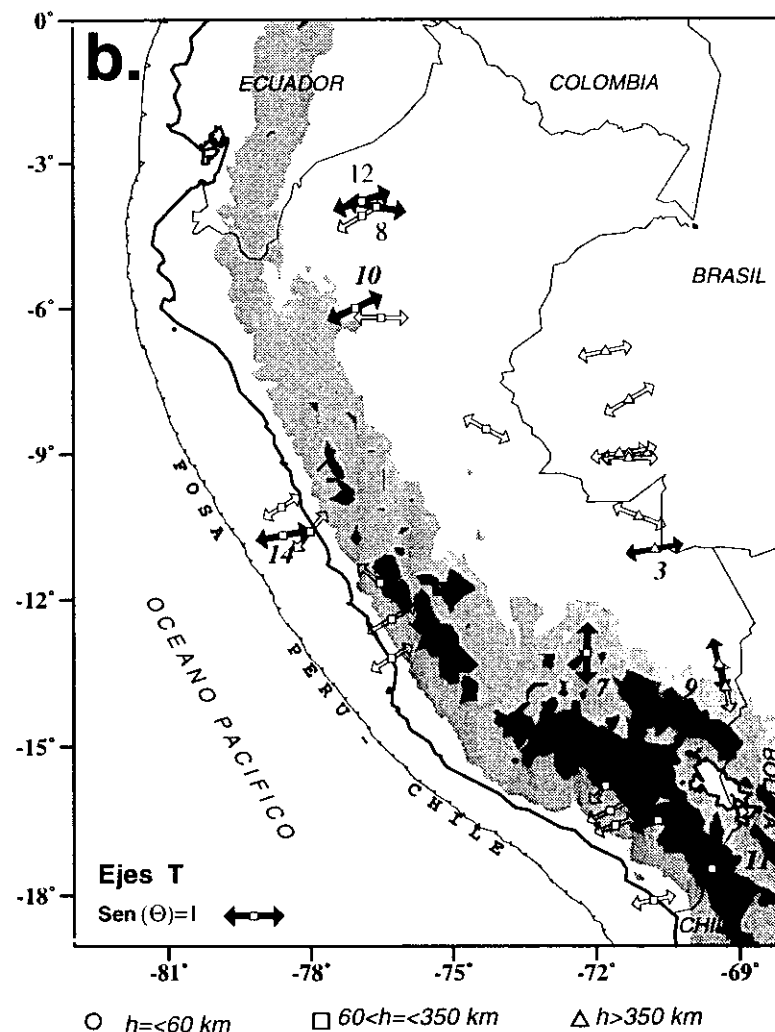 b.
0°
-3°
-6°
-9°
-12°
-15°
-18°
ECUADOR
COLOMBIA
BRASIL
12
8
10
3
14
7
9
11
FOSA PERU - CHILE
OCEANO PACIFICO
Ejes T
Sen (Θ)=1
-81°
-78°
-75°
-72°
-69°
h=<60 km
60<h=<350 km
h>350 km